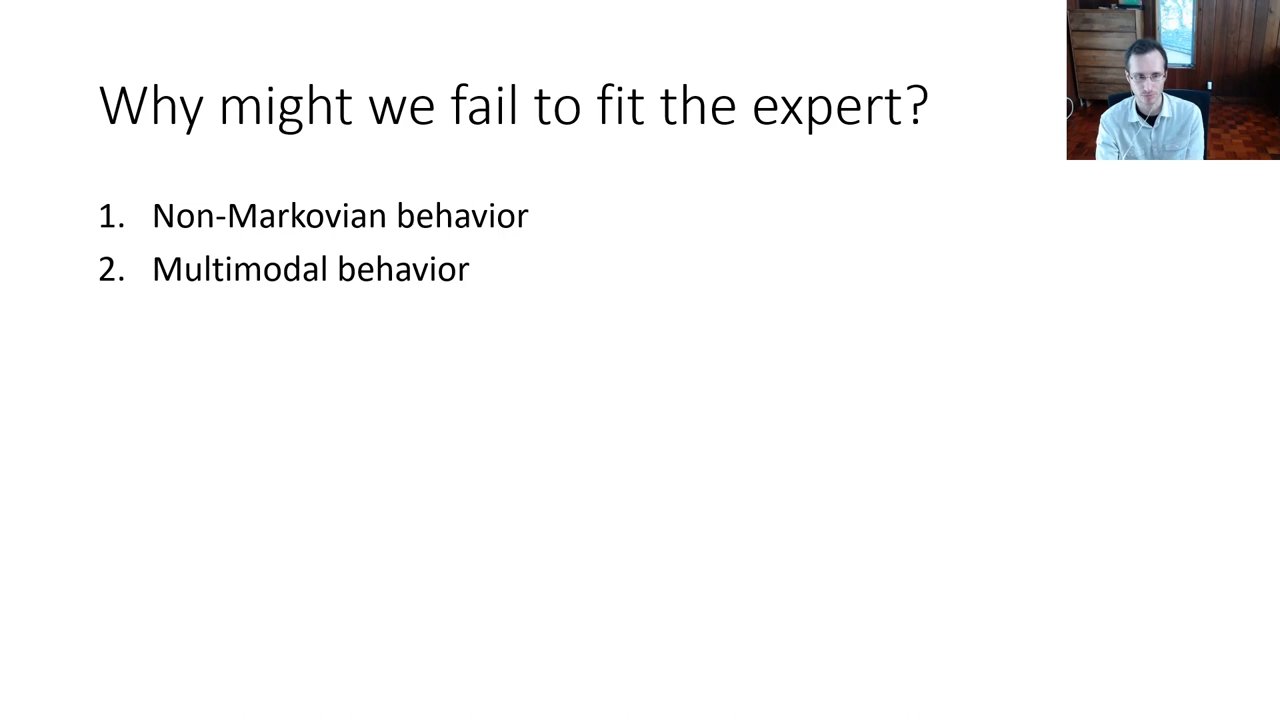 Why might we fail to fit the expert?
1. Non-Markovian behavior
2. Multimodal behavior